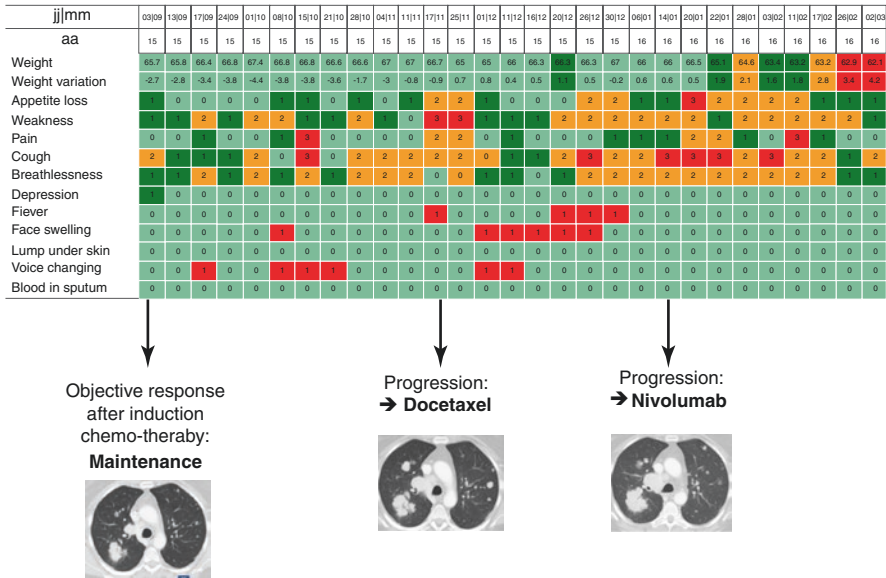 jj|mm 03|09 13|09 17|09 24|09 01|10 08|10 15|10 21|10 28|10 04|11 11|11 17|11 25|11 01|12 11|12 16|12 20|12 26|12 30|12 06|01 14|01 20|01 22|01 28|01 03|02 11|02 17|02 26|02 02|03
aa 15 15 15 15 15 15 15 15 15 15 15 15 15 15 15 15 15 15 15 16 16 16 16 16 16 16 16 16 16
Weight 65.7 65.8 66.4 66.8 67.4 66.8 66.8 66.6 66.6 67 67 66.7 65 65 66 66.3 66.3 66.3 67 66 66 66.5 65.1 64.6 63.4 63.2 63.2 62.9 62.1
Weight variation -2.7 -2.8 -3.4 -3.8 -4.4 -3.8 -3.8 -3.6 -1.7 -3 -0.8 -0.9 0.7 0.8 0.4 0.5 1.1 0.5 -0.2 0.6 0.6 0.5 1.9 2.1 1.6 1.8 2.8 3.4 4.2
Appetite loss 1 0 0 0 0 1 1 0 1 0 1 2 2 1 0 0 0 2 2 1 1 3 2 2 2 2 1 1 1
Weakness 1 1 2 1 2 2 1 1 2 1 0 3 3 1 1 1 2 2 2 2 2 2 1 2 2 2 2 2 1
Pain 0 0 1 0 0 1 3 0 0 0 0 2 2 0 1 0 0 0 1 1 1 2 2 1 0 3 1 0 0
Cough 2 1 1 1 2 0 3 0 2 2 2 2 2 0 1 1 2 3 2 2 3 3 3 2 3 2 2 1 2
Breathlessness 1 1 2 1 2 1 2 1 2 2 2 0 0 1 1 0 1 2 2 2 2 2 2 2 2 2 2 1 1
Depression 1 0 0 0 0 0 0 0 0 0 0 0 0 0 0 0 0 0 0 0 0 0 0 0 0 0 0 0 0
Fiever 0 0 0 0 0 0 0 0 0 0 0 1 0 0 0 0 1 1 1 0 0 0 0 0 0 0 0 0 0
Face swelling 0 0 0 0 0 1 0 0 0 0 0 0 0 1 1 1 1 1 0 0 0 0 0 0 0 0 0 0 0
Lump under skin 0 0 0 0 0 0 0 0 0 0 0 0 0 0 0 0 0 0 0 0 0 0 0 0 0 0 0 0 0
Voice changing 0 0 1 0 0 1 1 1 0 0 0 0 0 1 1 0 0 0 0 0 0 0 0 0 0 0 0 0 0
Blood in sputum 0 0 0 0 0 0 0 0 0 0 0 0 0 0 0 0 0 0 0 0 0 0 0 0 0 0 0 0 0
Objective response
after induction
chemo-theraby:
Maintenance
Progression:
➔ Docetaxel
Progression:
➔ Nivolumab